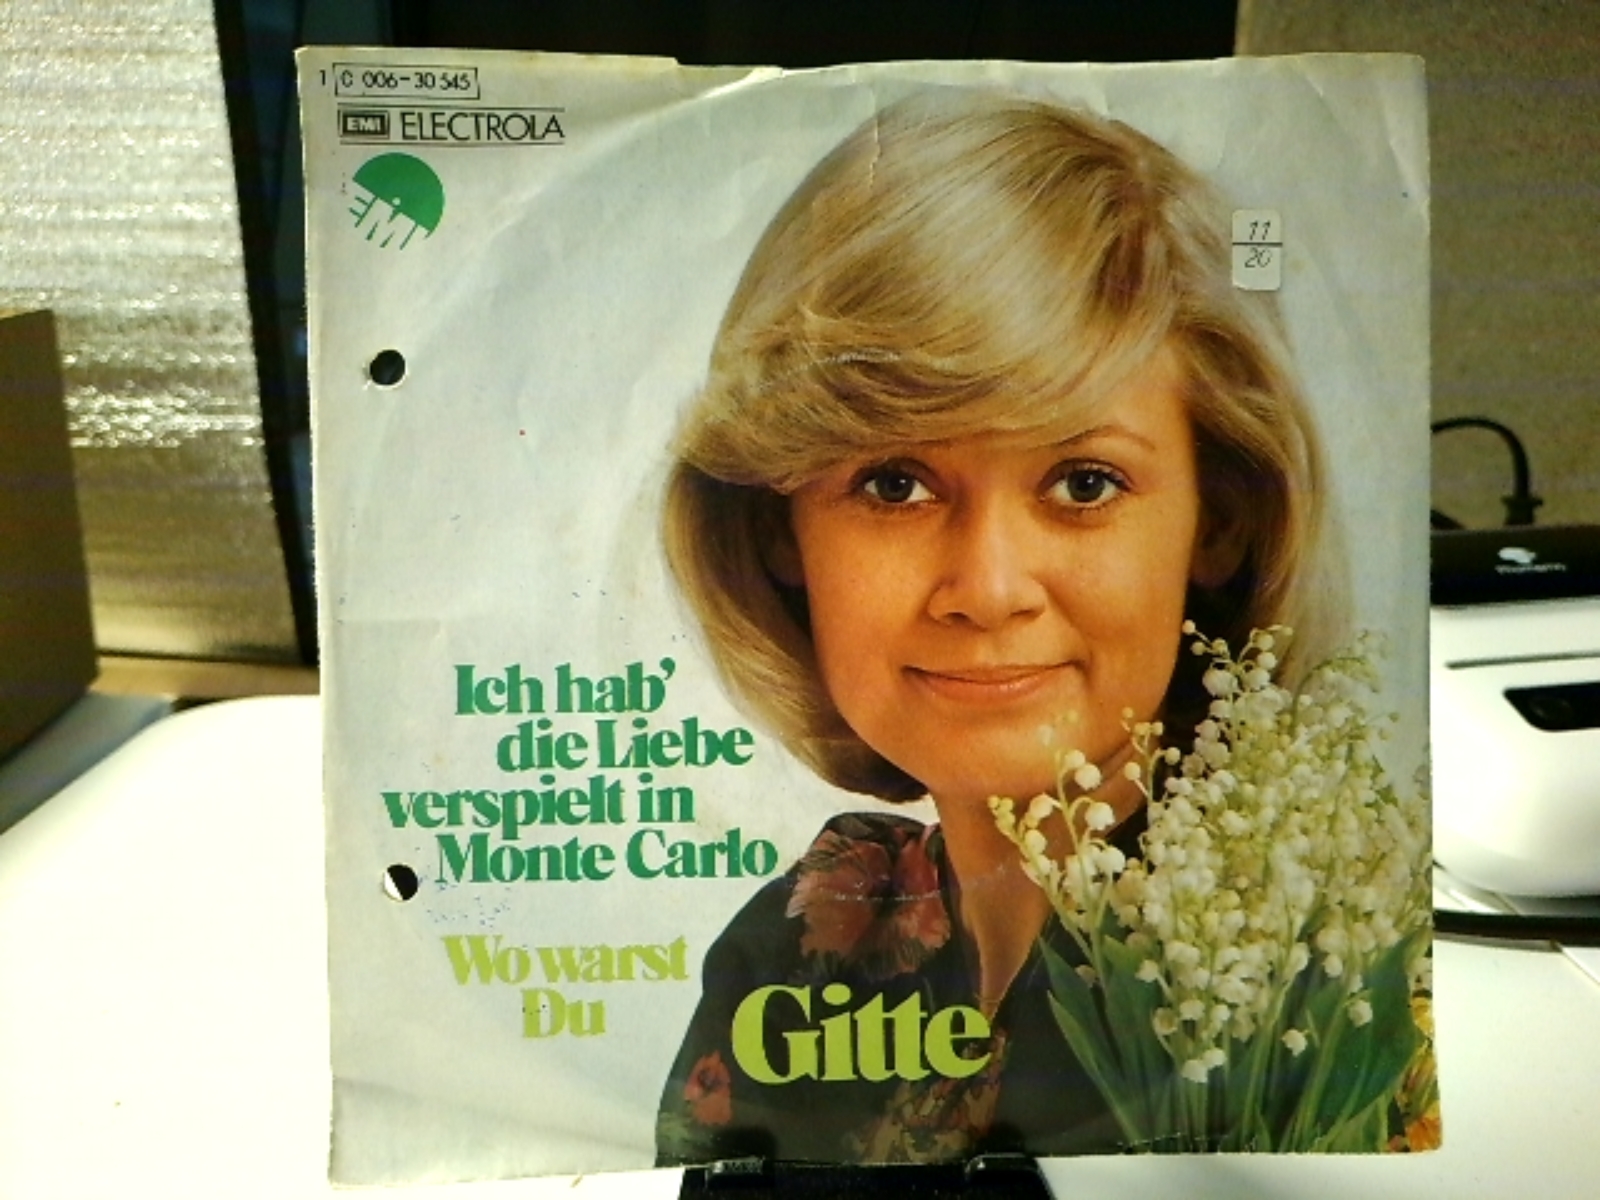 1 C 006-30 545
EMI ELECTROLA
EMI
11
20
Ich hab'
die Liebe
verspielt in
Monte Carlo
Wo warst
Du
Gitte